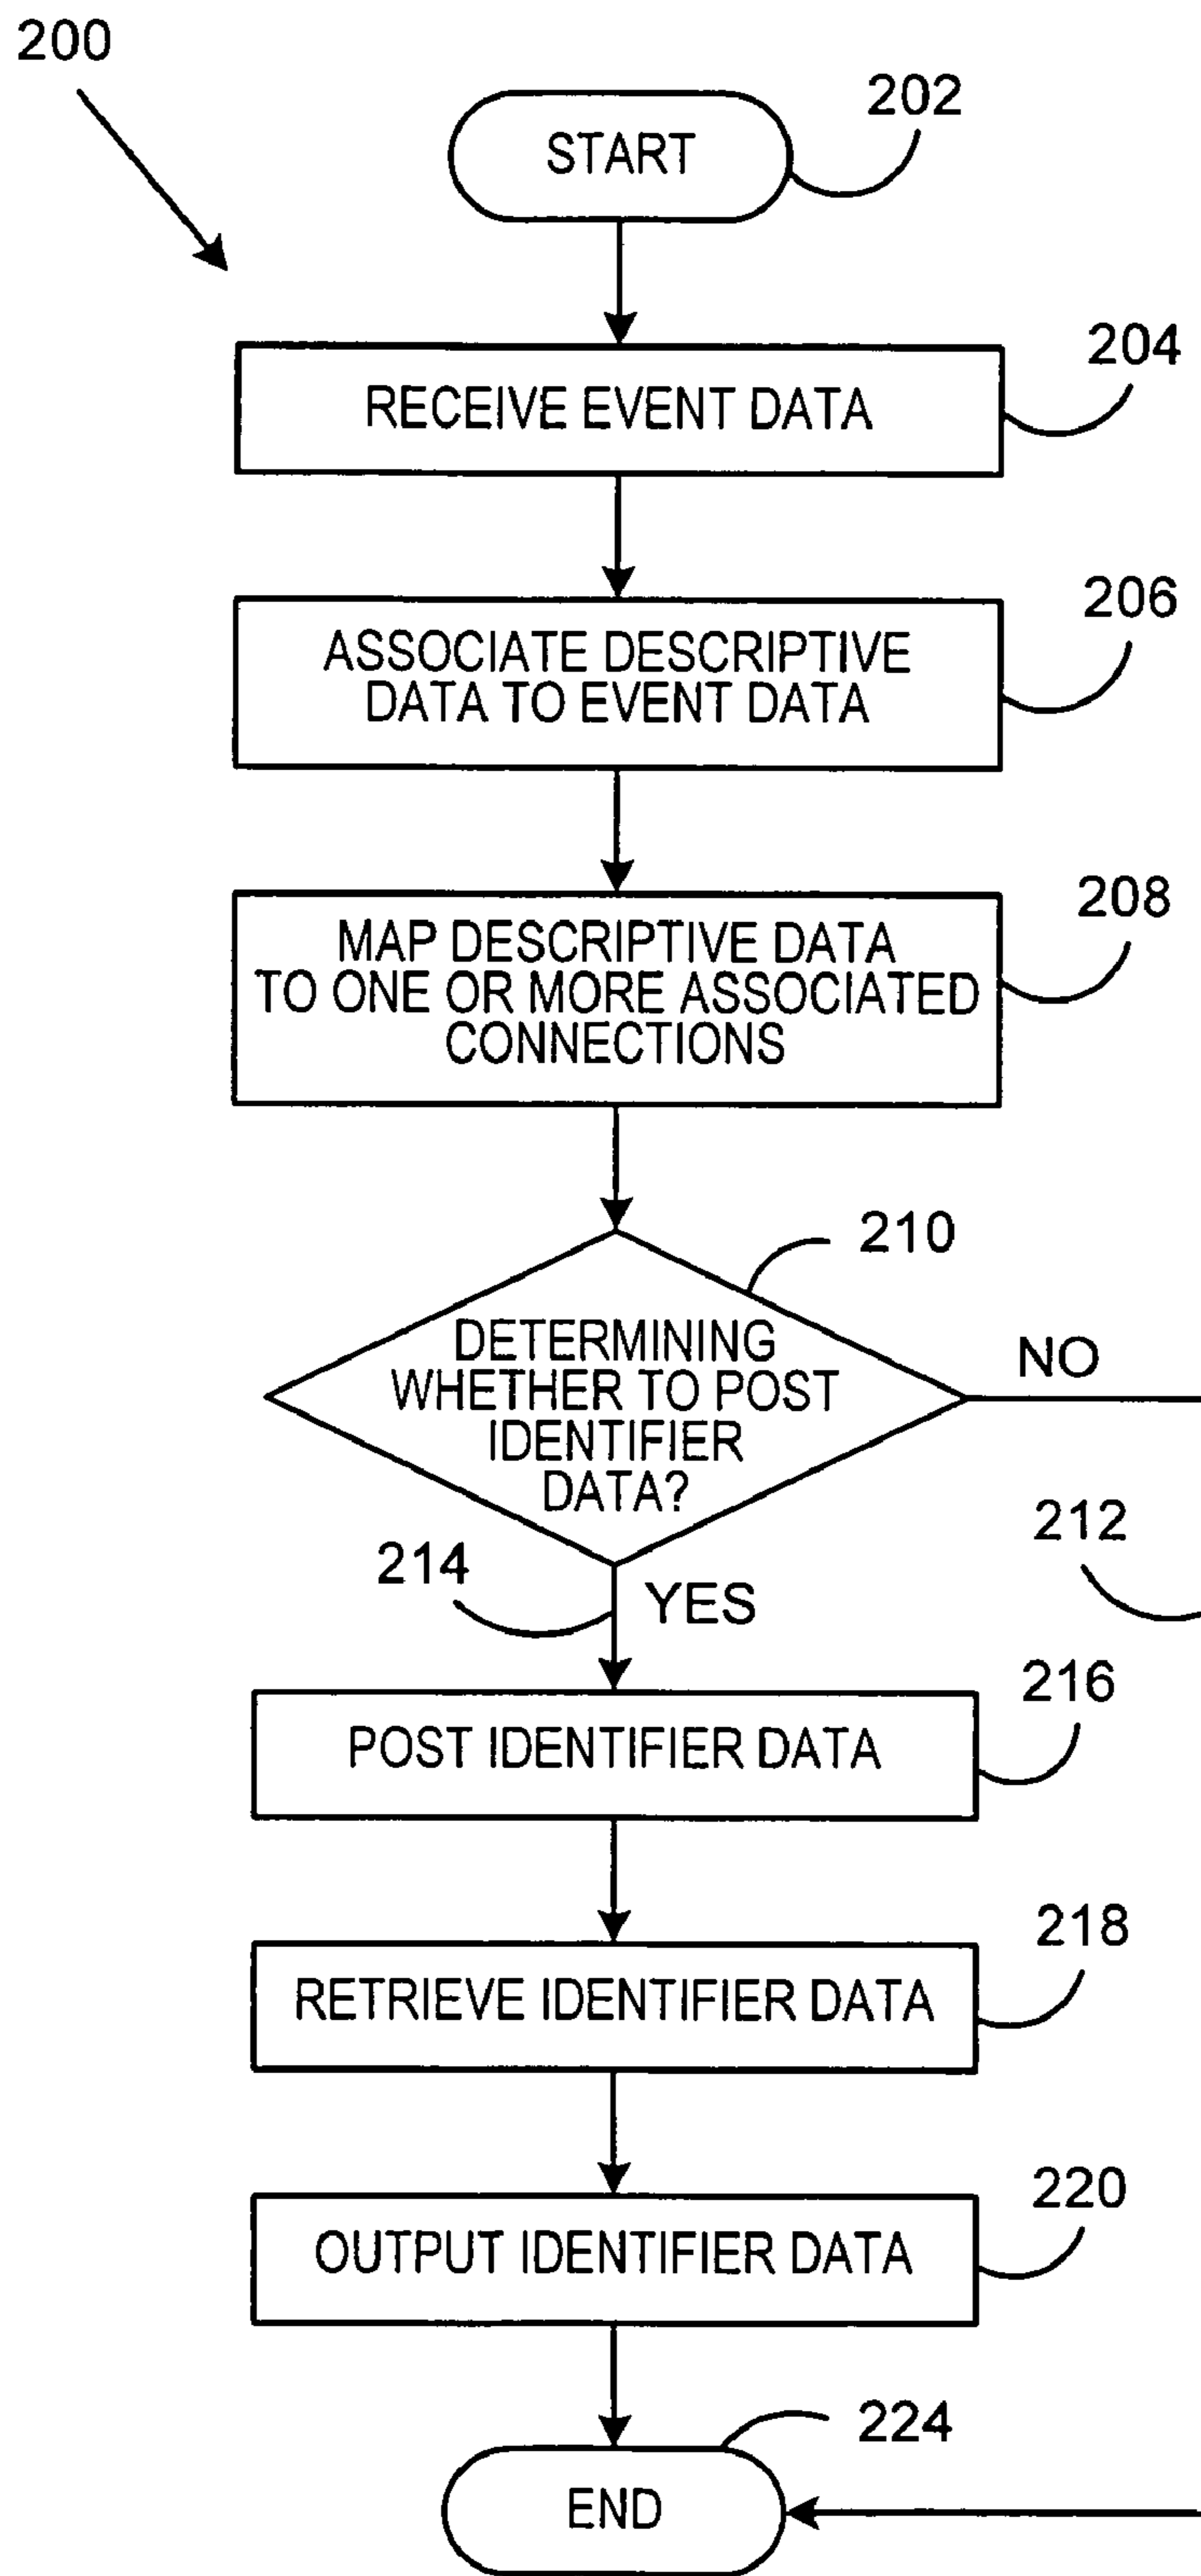 200
202
START
204
RECEIVE EVENT DATA
206
ASSOCIATE DESCRIPTIVE
DATA TO EVENT DATA
208
MAP DESCRIPTIVE DATA
TO ONE OR MORE ASSOCIATED
CONNECTIONS
210
DETERMINING
WHETHER TO POST
IDENTIFIER
DATA?
NO
212
214
YES
216
POST IDENTIFIER DATA
218
RETRIEVE IDENTIFIER DATA
220
OUTPUT IDENTIFIER DATA
224
END